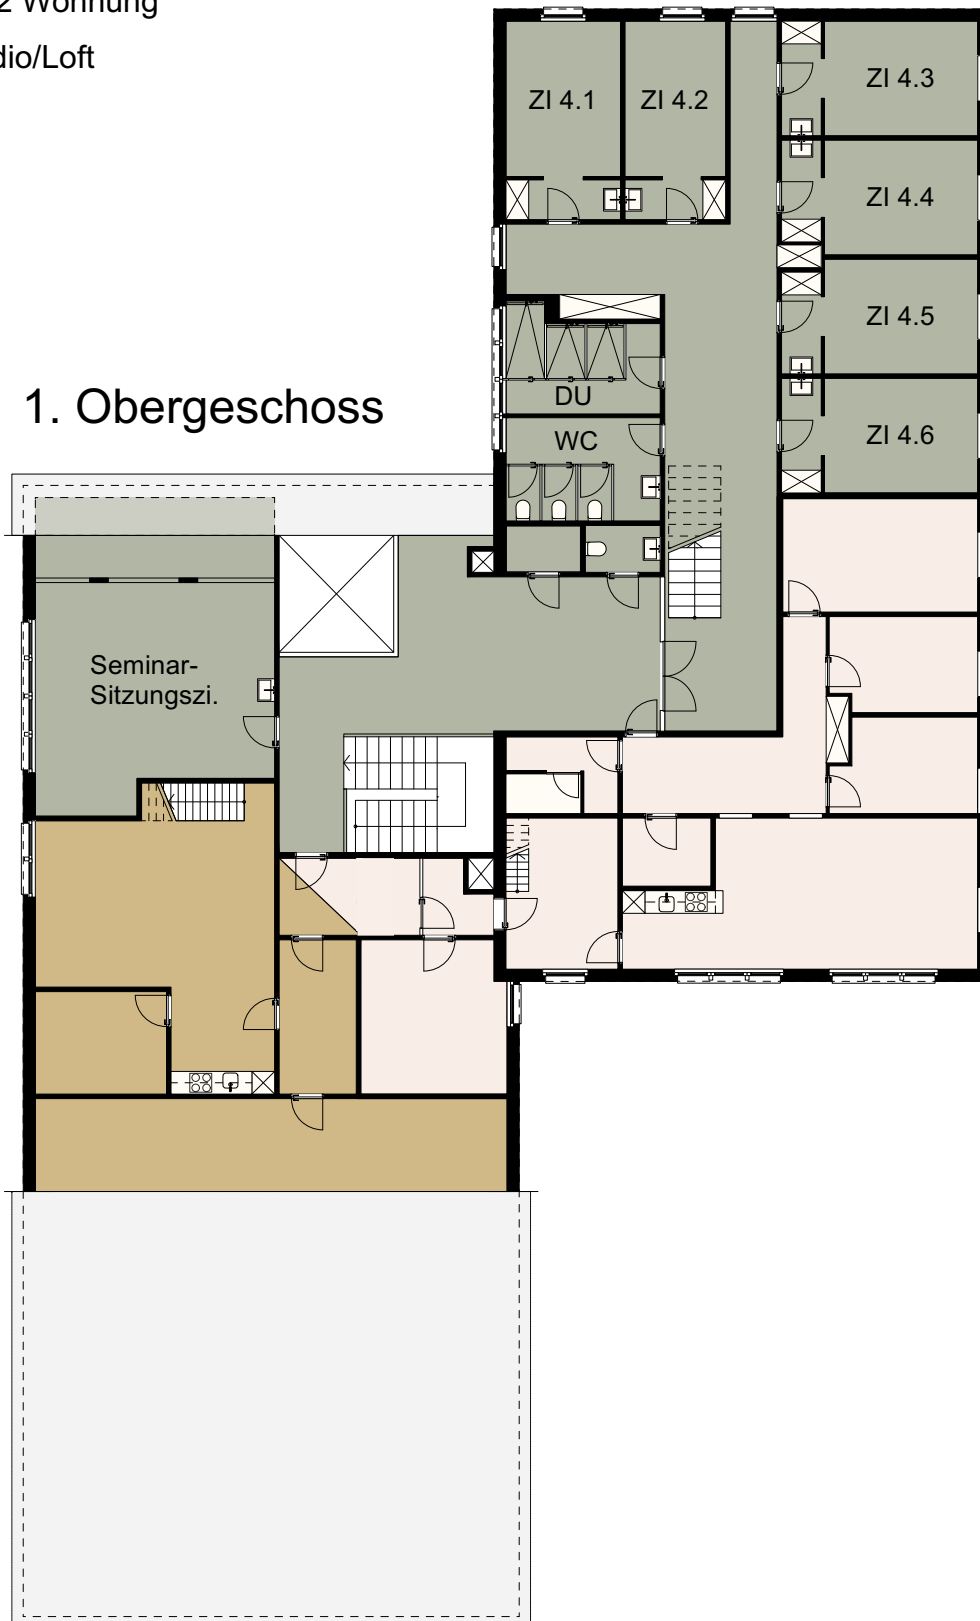 2 Wohnung
dio/Loft
ZI 4.1
ZI 4.2
ZI 4.3
ZI 4.4
ZI 4.5
ZI 4.6
1. Obergeschoss
DU
WC
Seminar-
Sitzungszi.